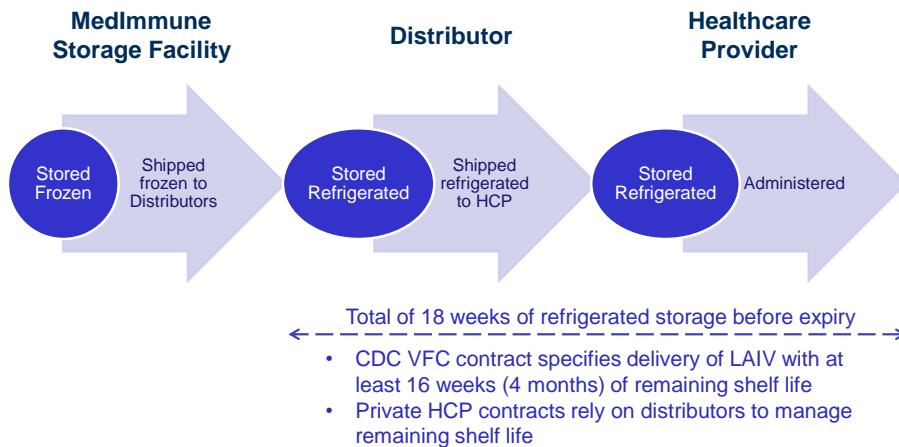 MedImmune
Storage Facility
Distributor
Healthcare
Provider
Stored
Frozen
Shipped
frozen to
Distributors
Stored
Refrigerated
Shipped
refrigerated
to HCP
Stored
Refrigerated
Administered
Total of 18 weeks of refrigerated storage before expiry
• CDC VFC contract specifies delivery of LAIV with at
least 16 weeks (4 months) of remaining shelf life
• Private HCP contracts rely on distributors to manage
remaining shelf life